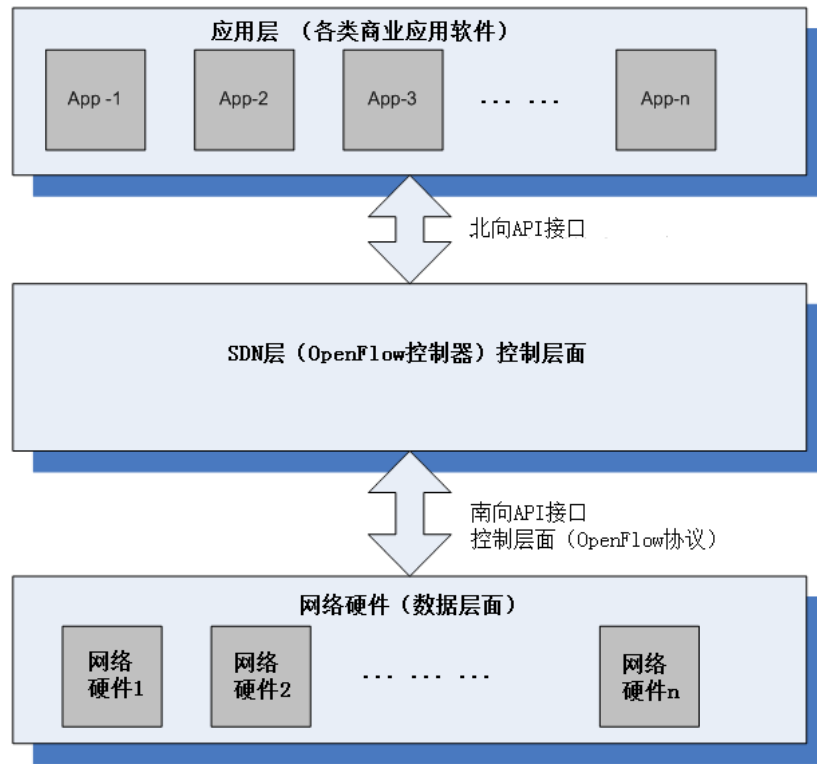 应用层 （各类商业应用软件）
App -1
App-2
App-3
... ...
App-n
北向API接口
SDN层（OpenFlow控制器）控制层面
南向API接口
控制层面（OpenFlow协议）
网络硬件（数据层面）
网络
硬件1
网络
硬件2
... ... ...
网络
硬件n